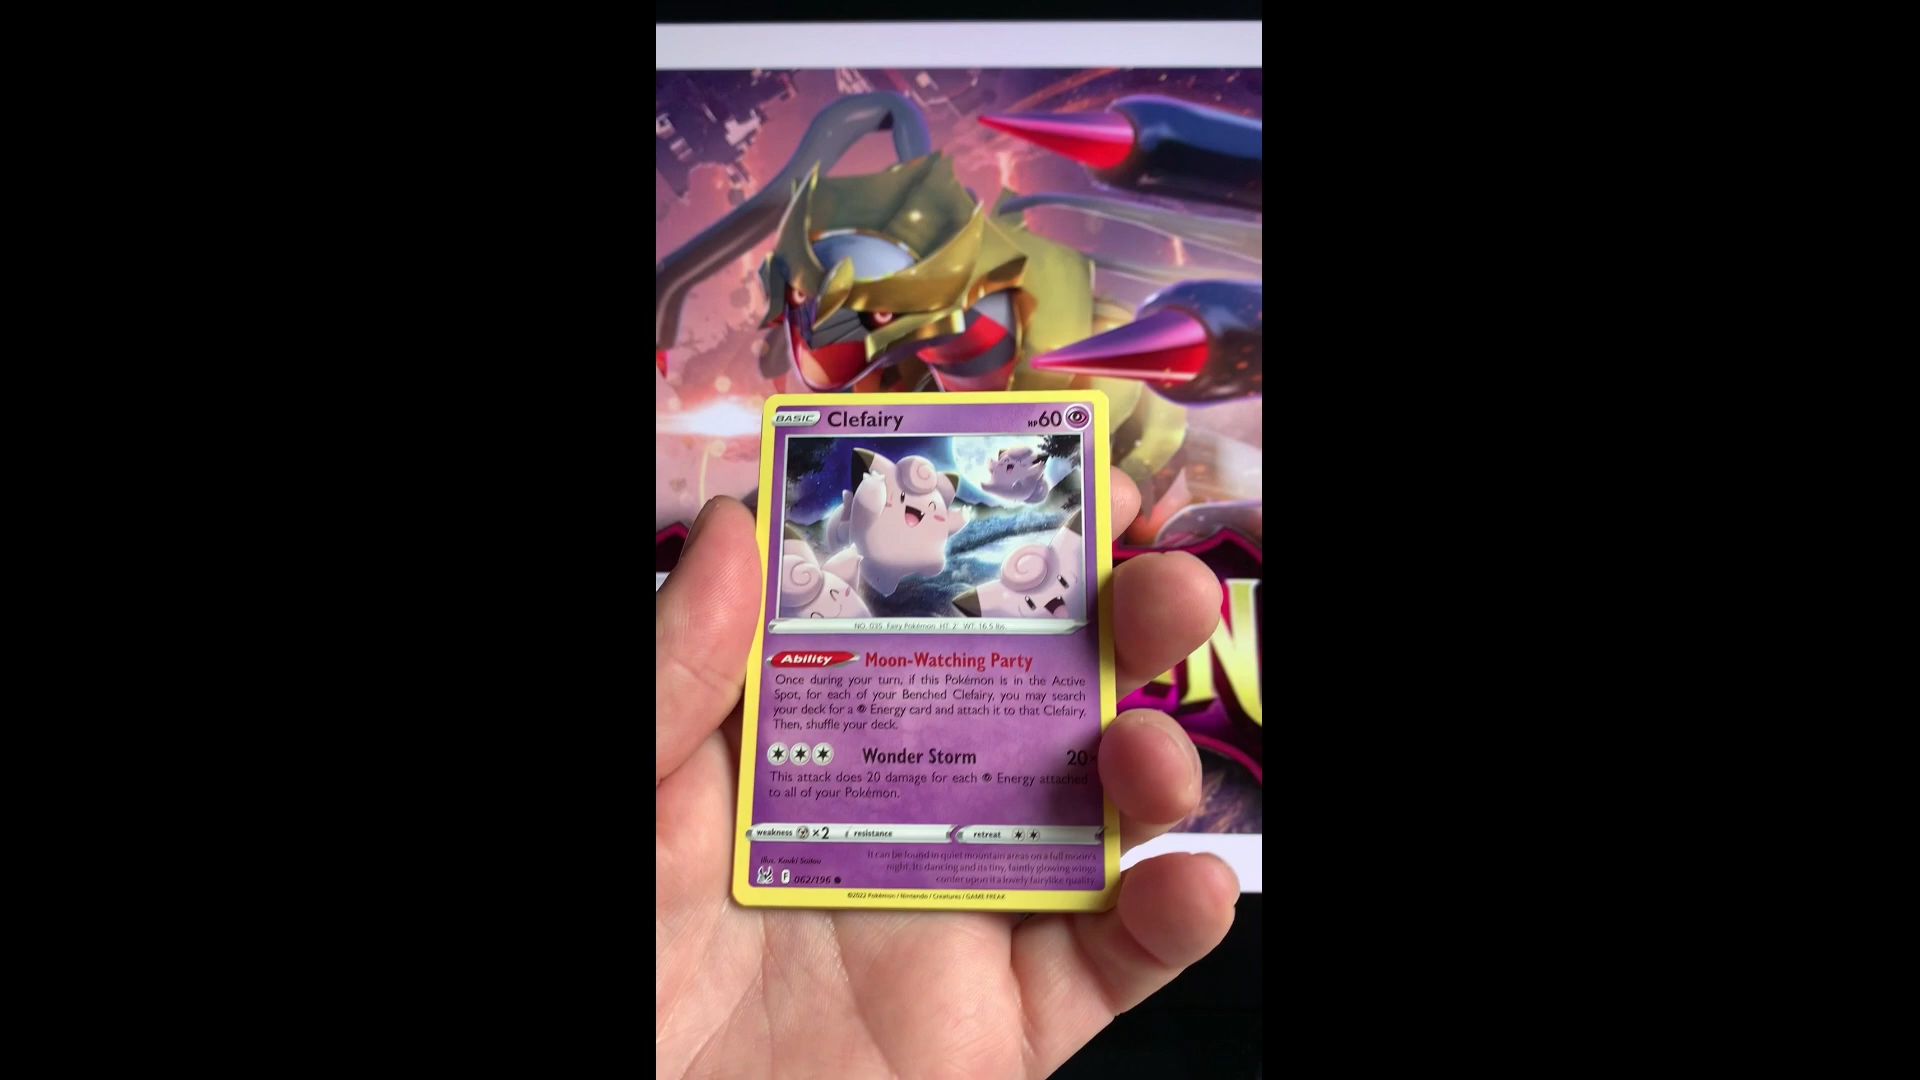 BASIC Clefairy HP60
NO. 035 Fairy Pokémon HT: 2' WT: 16.5 lbs.
Ability Moon-Watching Party
Once during your turn, if this Pokémon is in the Active
Spot, for each of your Benched Clefairy, you may search
your deck for a Energy card and attach it to that Clefairy.
Then, shuffle your deck.
Wonder Storm 20×
This attack does 20 damage for each Energy attached
to all of your Pokémon.
weakness ×2 resistance retreat
Illus. Kouki Saitou
It can be found in quiet mountain areas on a full moon's
night. Its dancing and its tiny, faintly glowing wings
confer upon it a lovely fairylike quality.
F 062/196
©2022 Pokémon / Nintendo / Creatures / GAME FREAK